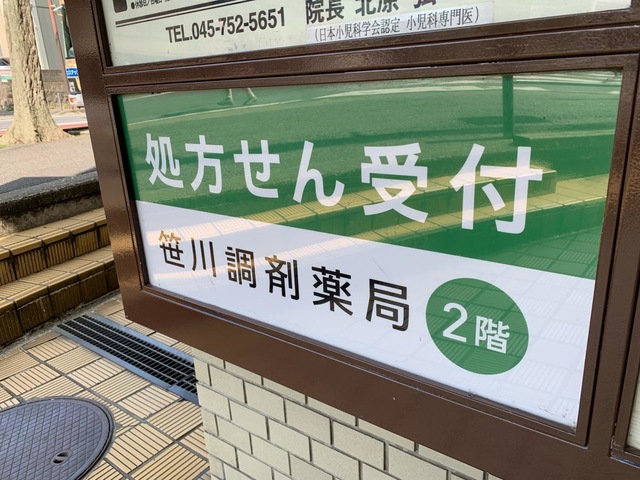 TEL.045-752-5651
院長 北原
(日本小児科学会認定 小児科専門医)
処方せん受付
笹川調剤薬局
2階